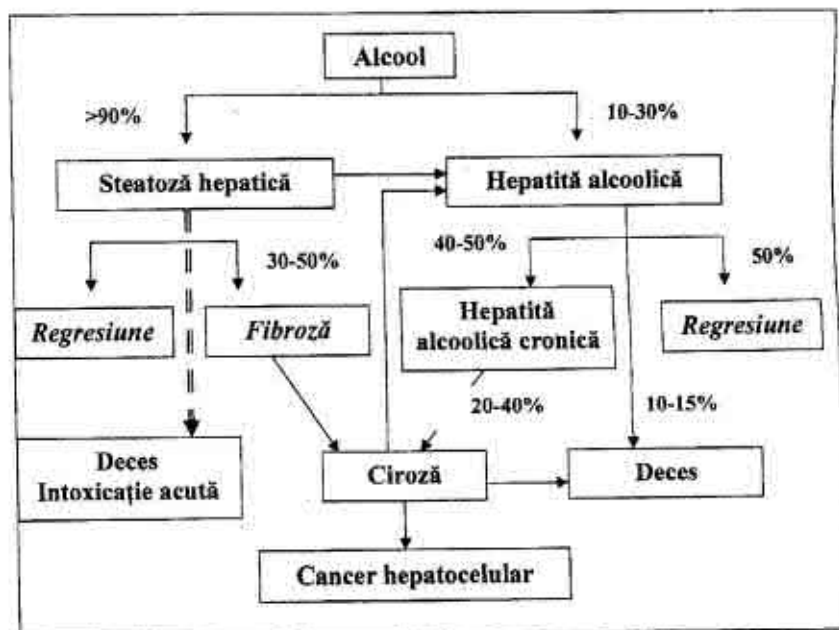 Alcool
>90%
10-30%
Steatoză hepatică
Hepatită alcoolică
30-50%
40-50%
50%
Regresiune
Fibroză
Hepatită
alcoolică cronică
Regresiune
20-40%
10-15%
Deces
Intoxicație acută
Ciroză
Deces
Cancer hepatocelular